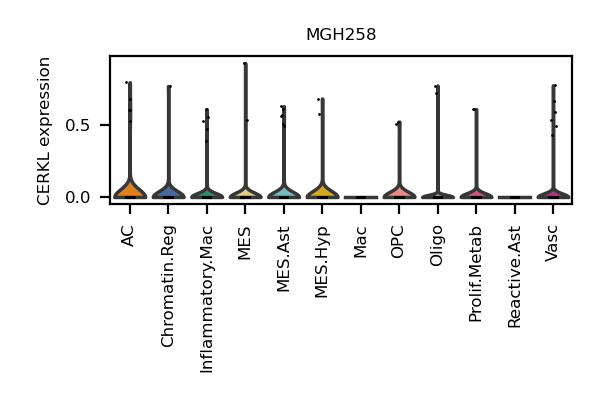 MGH258
CERKL expression
0.5
0.0
AC
Chromatin.Reg
Inflammatory.Mac
MES
MES.Ast
MES.Hyp
Mac
OPC
Oligo
Prolif.Metab
Reactive.Ast
Vasc